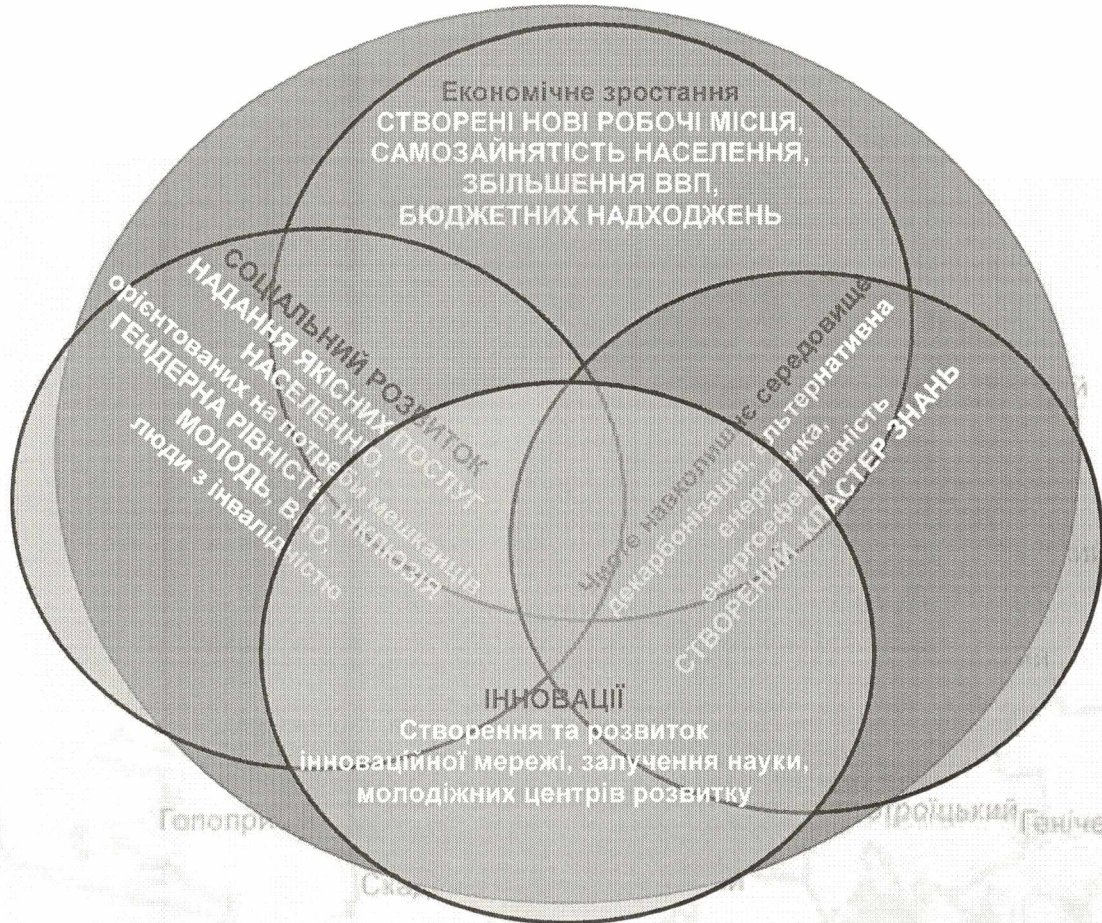 Економічне зростання
СТВОРЕНІ НОВІ РОБОЧІ МІСЦЯ,
САМОЗАЙНЯТІСТЬ НАСЕЛЕННЯ,
ЗБІЛЬШЕННЯ ВВП,
БЮДЖЕТНИХ НАДХОДЖЕНЬ
СОЦІАЛЬНИЙ РОЗВИТОК
НАДАННЯ ЯКІСНИХ ПОСЛУГ
НАСЕЛЕННЮ,
орієнтованих на потреби мешканців
ГЕНДЕРНА РІВНІСТЬ, ІНКЛЮЗІЯ
МОЛОДЬ, ВПО,
люди з інвалідністю
Чисте навколишнє середовище
декарбонізація, альтернативна
енергетика,
енергоефективність
СТВОРЕНИЙ КЛАСТЕР ЗНАНЬ
ІННОВАЦІЇ
Створення та розвиток
інноваційної мережі, залучення науки,
молодіжних центрів розвитку